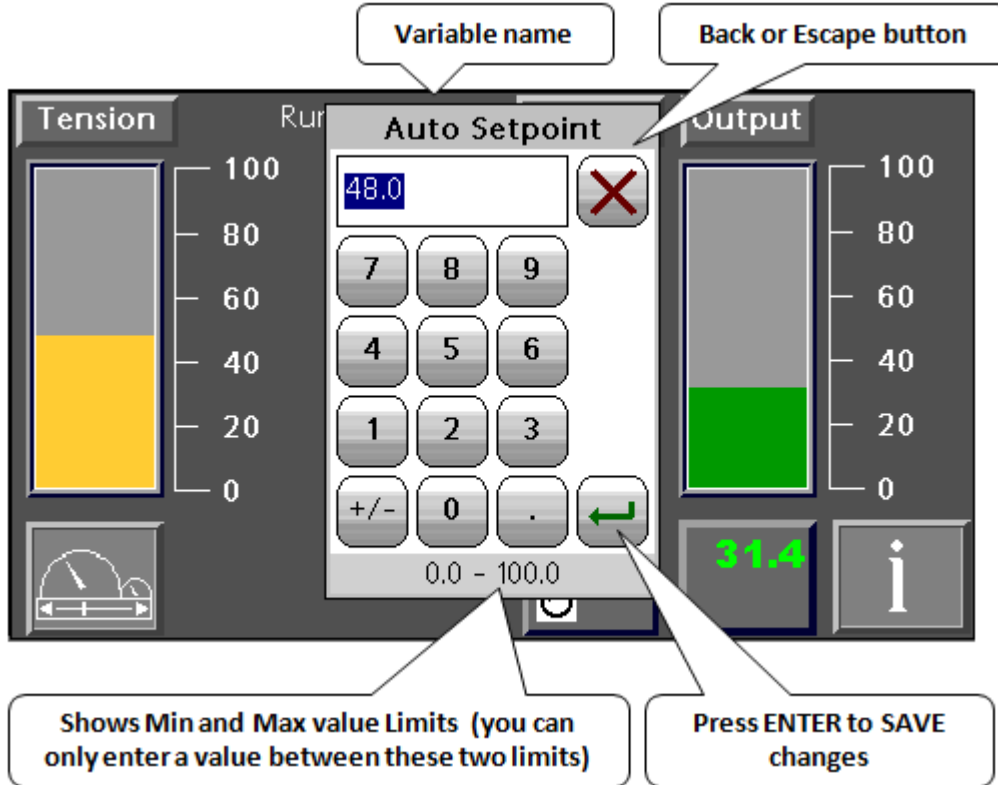 Variable name
Back or Escape button
Tension
Run
Auto Setpoint
Output
100
80
60
40
20
0
48.0
7 8 9
4 5 6
1 2 3
+/- 0 .
0.0 - 100.0
100
80
60
40
20
0
31.4
i
Shows Min and Max value Limits (you can
only enter a value between these two limits)
Press ENTER to SAVE
changes